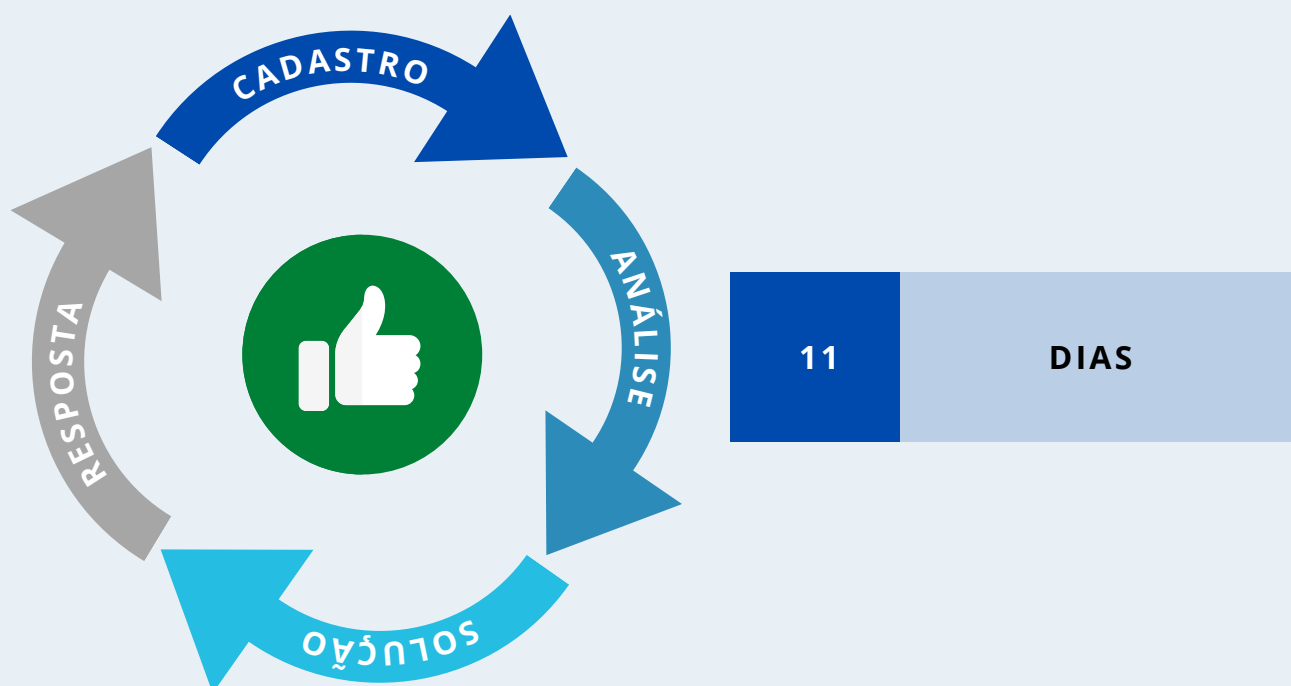 CADASTRO
ANÁLISE
SOLUÇÃO
RESPOSTA
11 DIAS